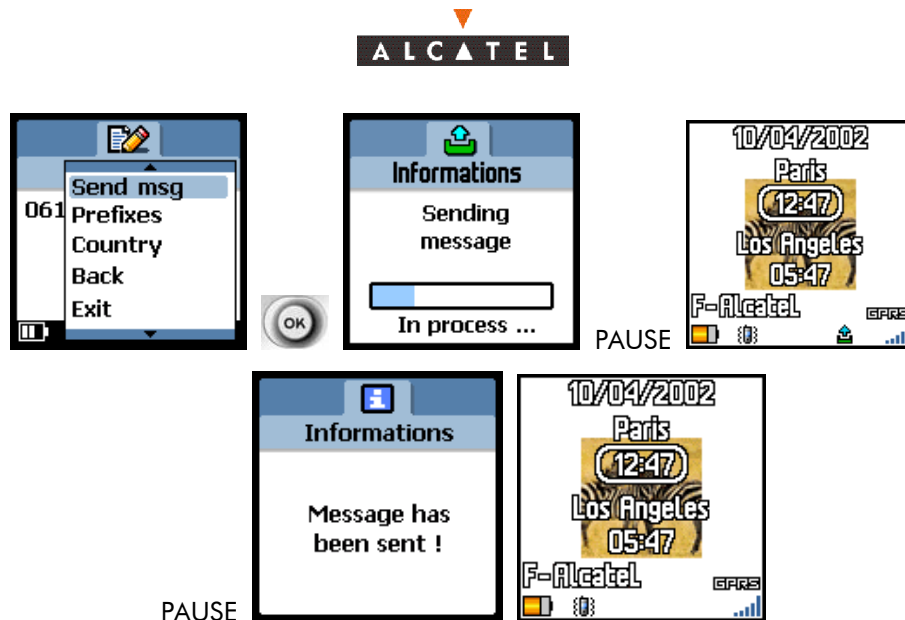 ALCATEL
Send msg
061
Prefixes
Country
Back
Exit
OK
Informations
Sending
message
In process ...
PAUSE
10/04/2002
Paris
12:47
Los Angeles
05:47
F-Alcatel
GPRS
PAUSE
Informations
Message has
been sent !
10/04/2002
Paris
12:47
Los Angeles
05:47
F-Alcatel
GPRS